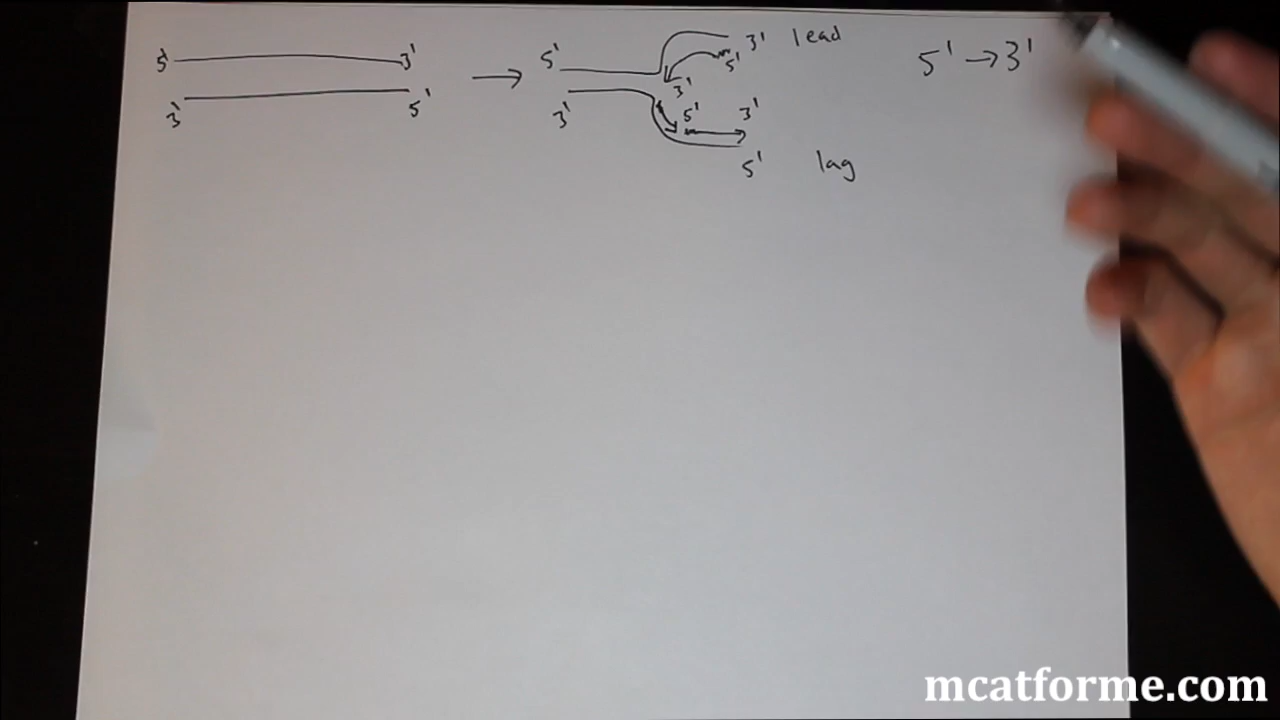 5' 3' 5' 3' lead 5' → 3'
5'
3'
3' 5' 3' 5' 3'
5' lag
mcatforme.com